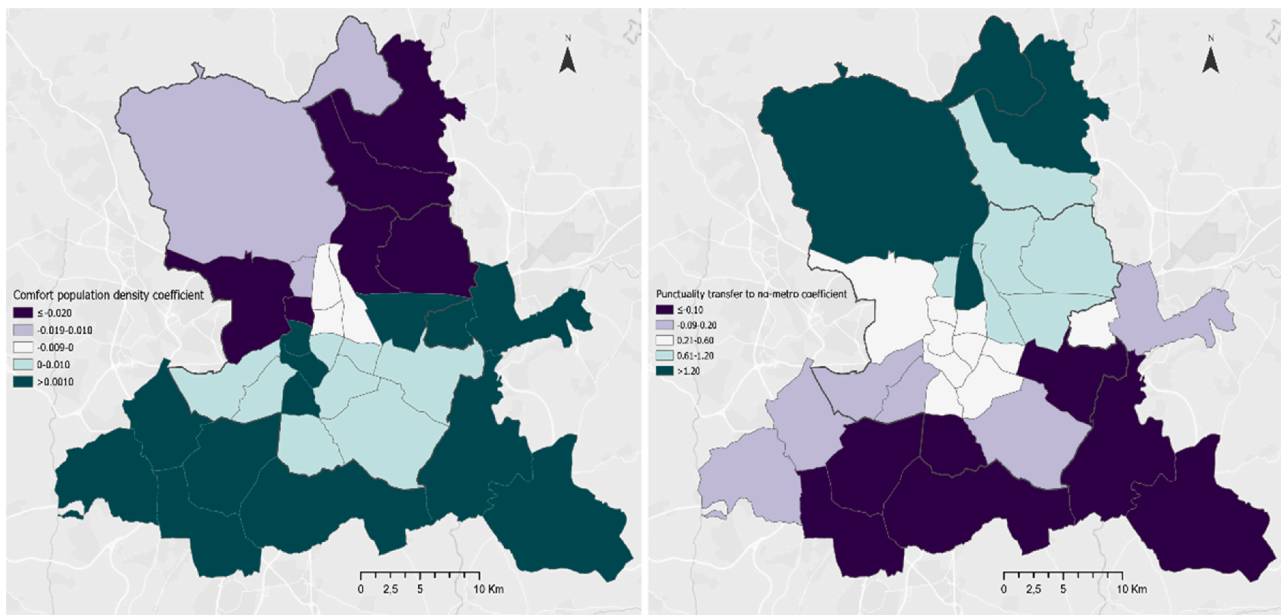 N
Comfort population density coefficient
≤-0.020
-0.019-0.010
-0.009-0
0-0.010
>0.0010
0 2,5 5 10 Km
N
Punctuality transfer to no-metro coefficient
≤-0.10
-0.09-0.20
0.21-0.60
0.61-1.20
>1.20
0 2,5 5 10 Km